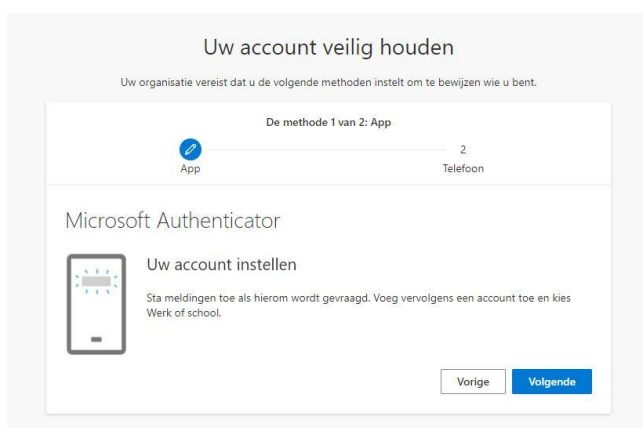 Uw account veilig houden
Uw organisatie vereist dat u de volgende methoden instelt om te bewijzen wie u bent.
De methode 1 van 2: App
2
App
Telefoon
Microsoft Authenticator
Uw account instellen
Sta meldingen toe als hierom wordt gevraagd. Voeg vervolgens een account toe en kies
Werk of school.
Vorige
Volgende